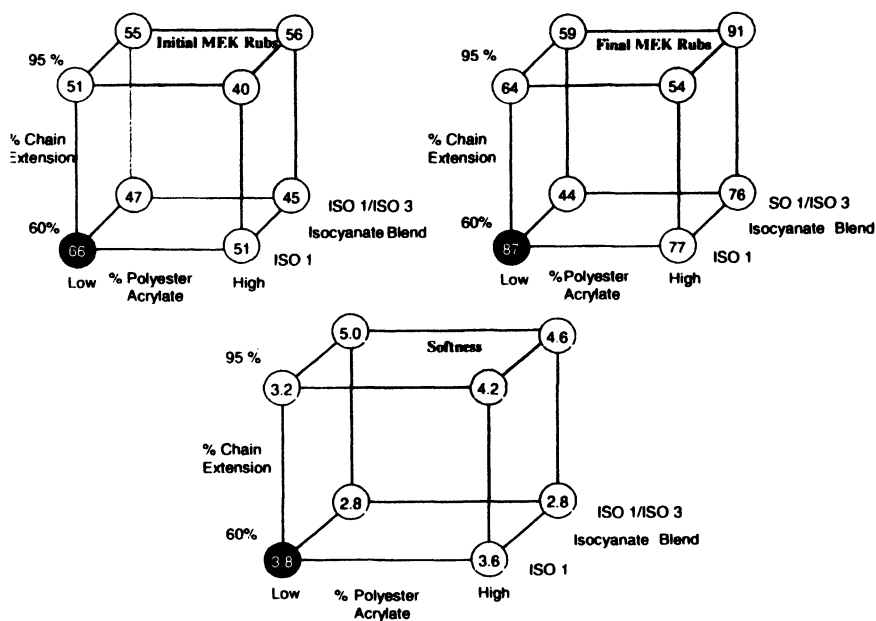 55
56
Initial MEK Rubs
95 %
51
40
% Chain
Extension
47
45
ISO 1/ISO 3
60%
Isocyanate Blend
66
51
ISO 1
Low
% Polyester
Acrylate
High
59
91
Final MEK Rubs
95 %
64
54
% Chain
Extension
44
76
SO 1/ISO 3
60%
Isocyanate Blend
87
77
ISO 1
Low
% Polyester
Acrylate
High
5.0
4.6
Softness
95 %
3.2
4.2
% Chain
Extension
2.8
2.8
ISO 1/ISO 3
60%
Isocyanate Blend
3.8
3.6
ISO 1
Low
% Polyester
Acrylate
High